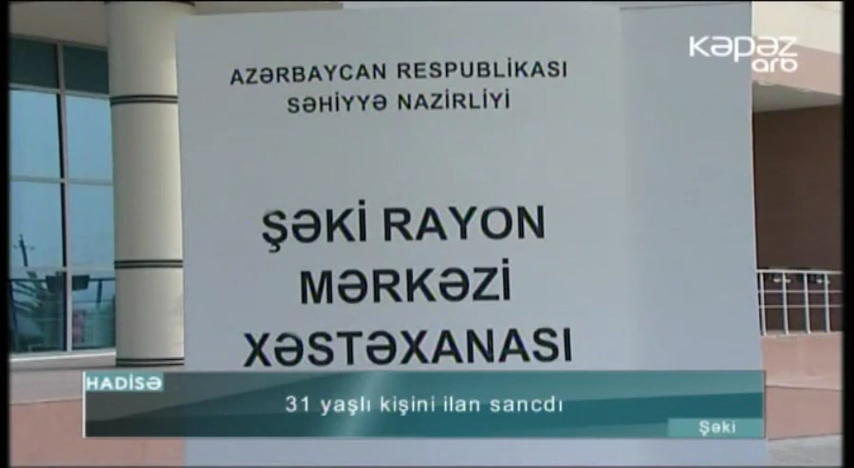 kəpəz
arb
AZƏRBAYCAN RESPUBLİKASI
SƏHİYYƏ NAZİRLİYİ
ŞƏKİ RAYON
MƏRKƏZİ
XƏSTƏXANASI
HADİSƏ
31 yaşlı kişini ilan sancdı
Şəki